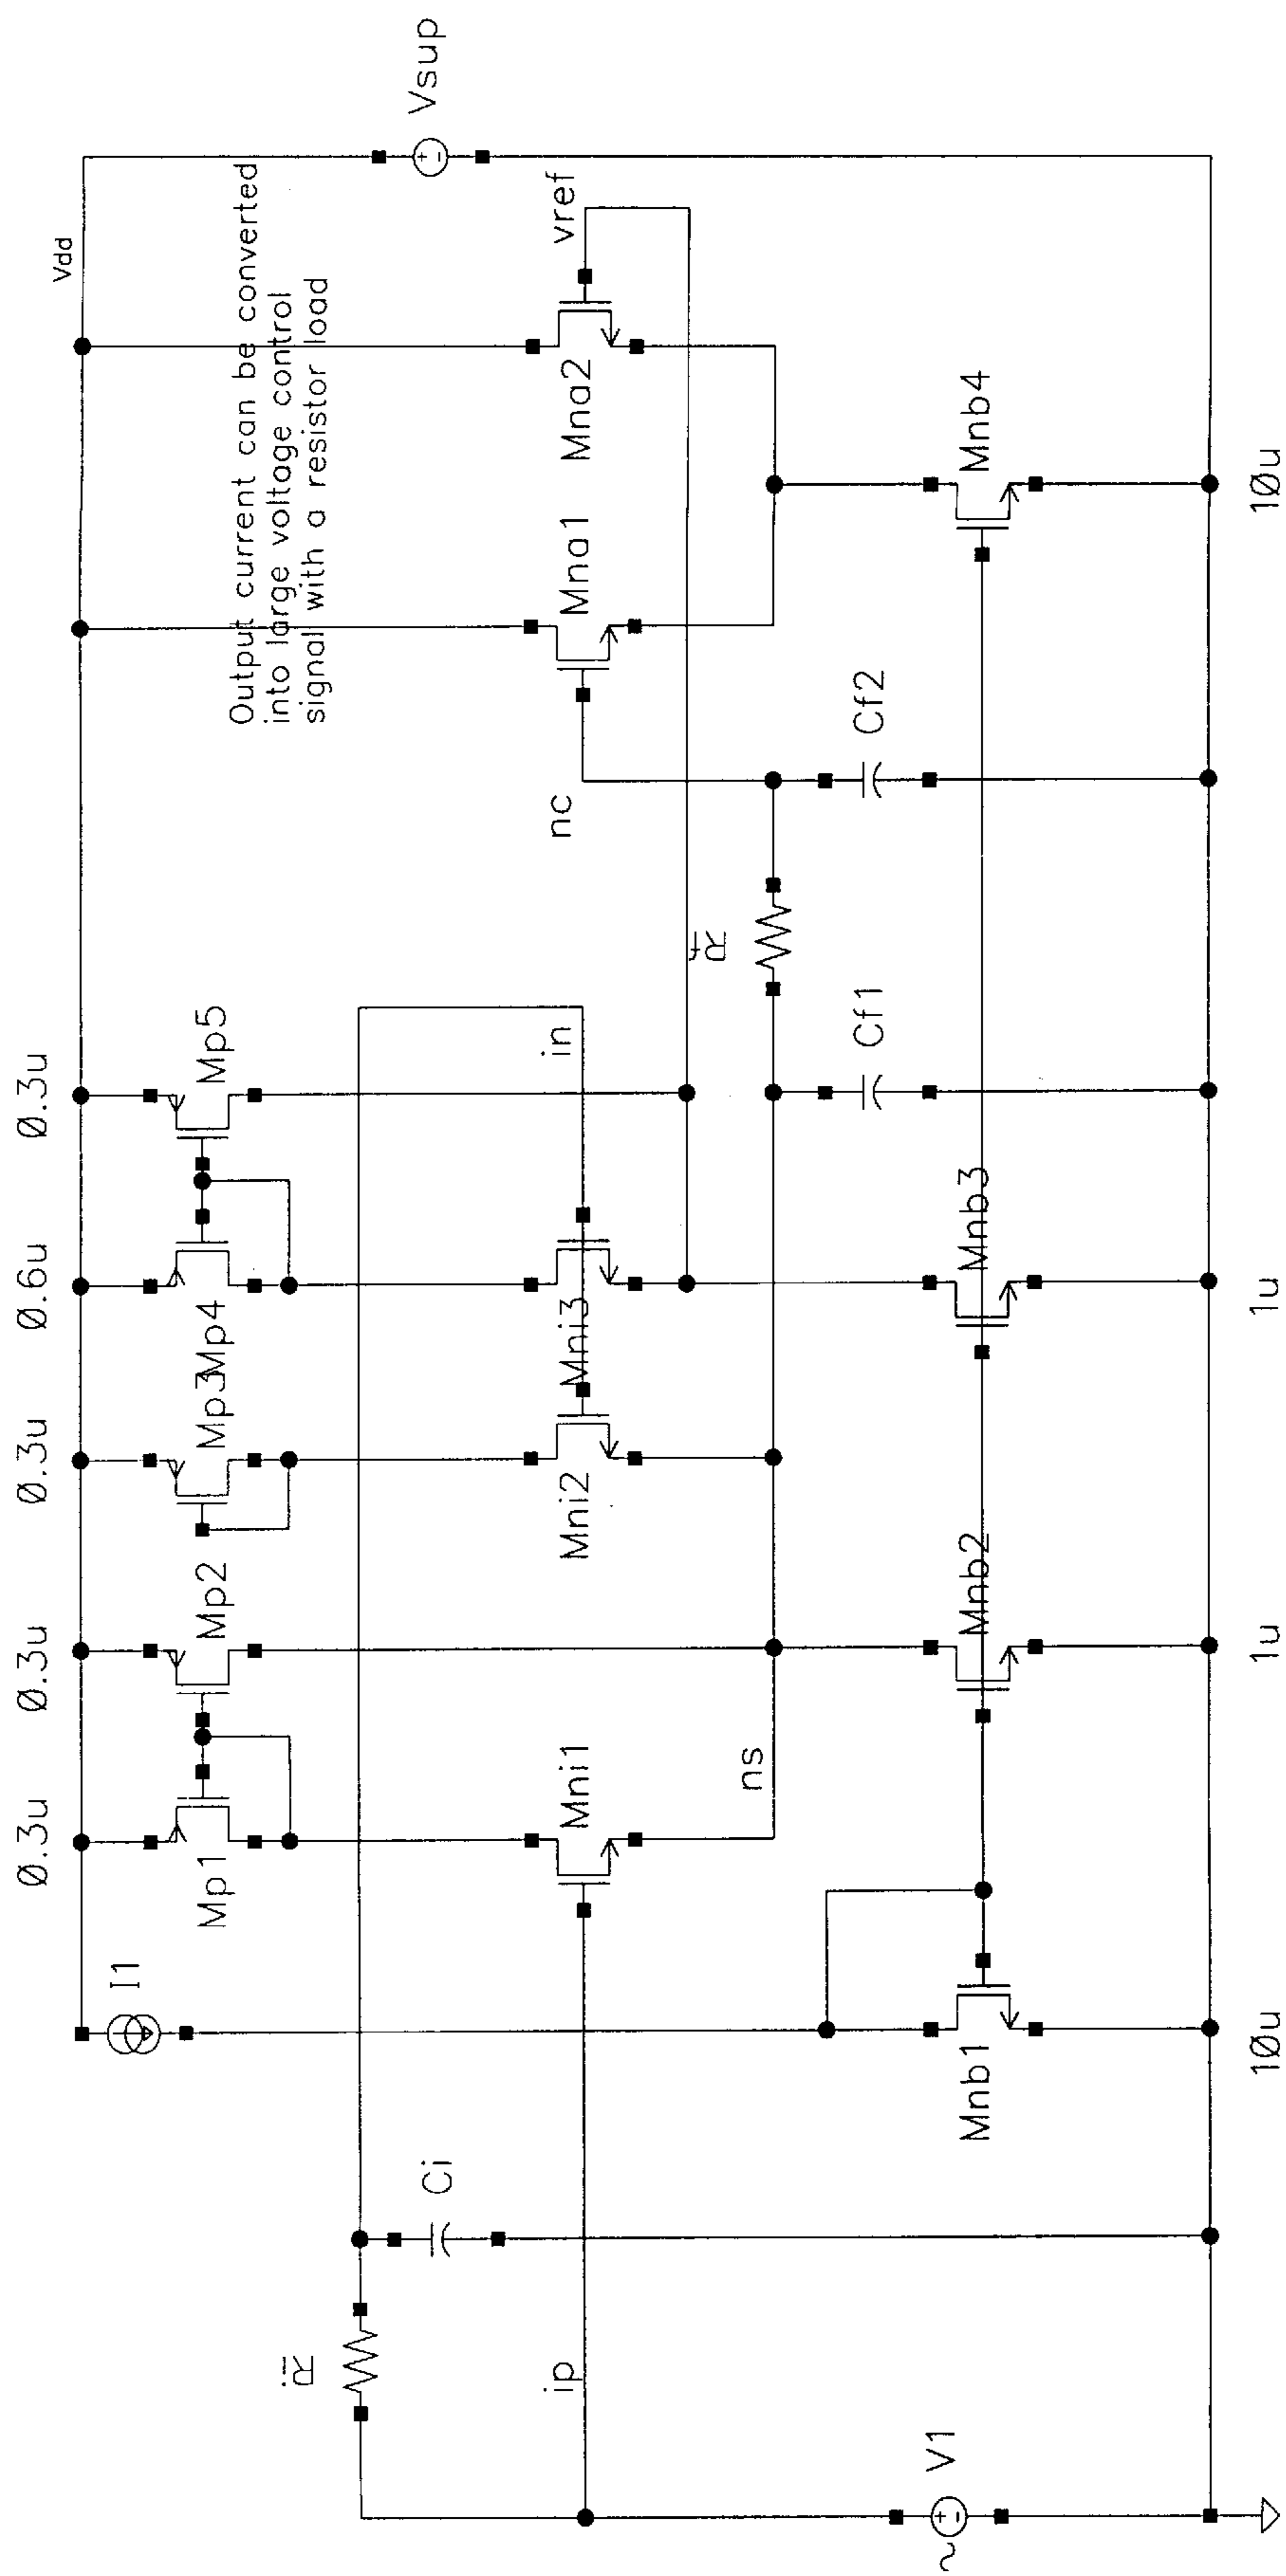 0.3u
0.3u
0.3u
0.6u
0.3u
Vdd
I1
Mp1
Mp2
Mp3
Mp4
Mp5
Output current can be converted
into large voltage control
signal with a resistor load
Vsup
Ri
Ci
ip
Mni1
Mni2
Mni3
in
nc
Mna1
Mna2
vref
ns
Rf
Cf1
Cf2
V1
~
Mnb1
Mnb2
Mnb3
Mnb4
10u
1u
1u
10u